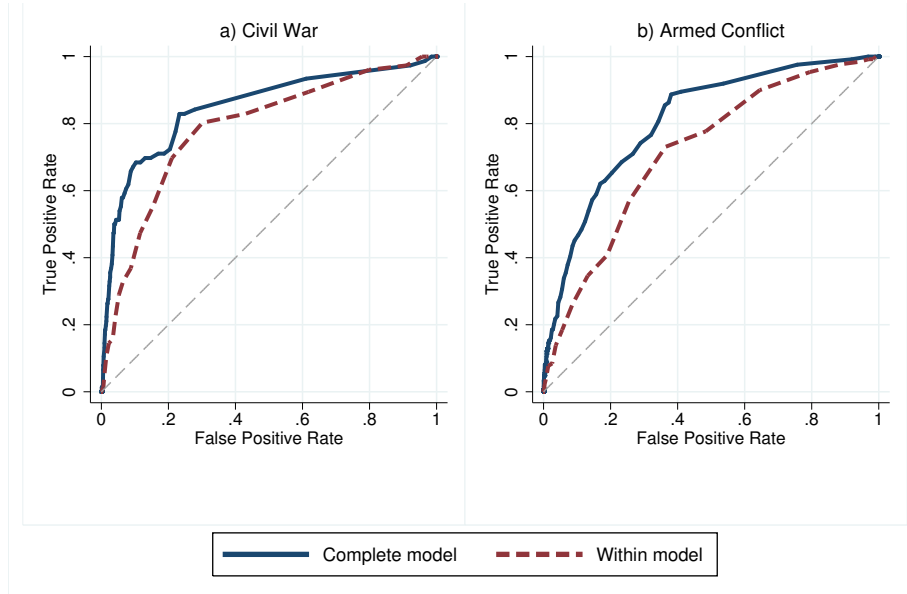 a) Civil War
True Positive Rate
0 .2 .4 .6 .8 1
0 .2 .4 .6 .8 1
False Positive Rate
b) Armed Conflict
True Positive Rate
0 .2 .4 .6 .8 1
0 .2 .4 .6 .8 1
False Positive Rate
Complete model Within model